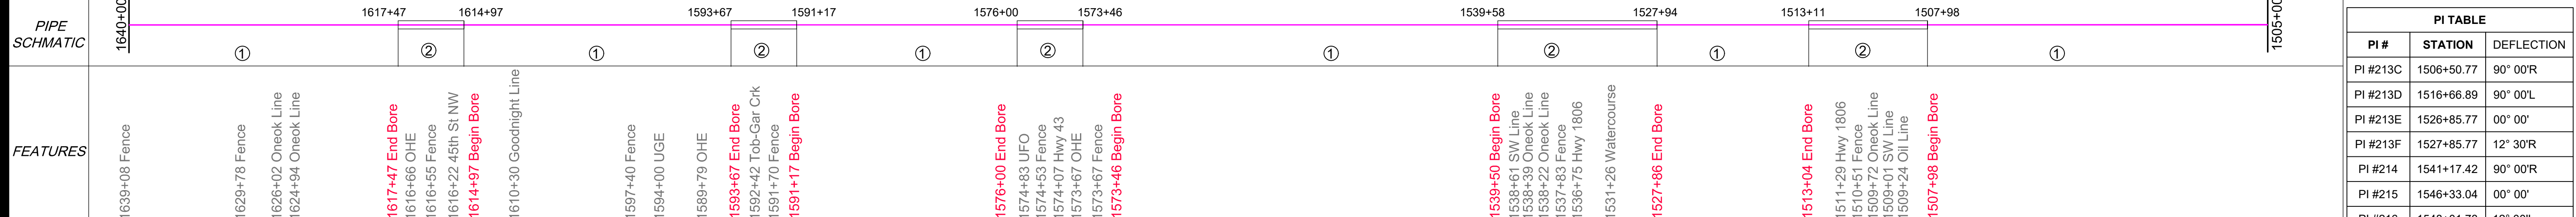 PIPE
SCHMATIC
1640+00
1617+47
1614+97
1593+67
1591+17
1576+00
1573+46
1539+58
1527+94
1513+11
1507+98
1505+00
①
②
①
②
①
②
①
②
①
②
①
FEATURES
1639+08 Fence
1629+78 Fence
1626+02 Oneok Line
1624+94 Oneok Line
1617+47 End Bore
1616+66 OHE
1616+55 Fence
1616+22 45th St NW
1614+97 Begin Bore
1610+30 Goodnight Line
1597+40 Fence
1594+00 UGE
1589+79 OHE
1593+67 End Bore
1592+42 Tob-Gar Crk
1591+70 Fence
1591+17 Begin Bore
1576+00 End Bore
1574+83 UFO
1574+53 Fence
1574+07 Hwy 43
1573+67 OHE
1573+67 Fence
1573+46 Begin Bore
1539+50 Begin Bore
1538+61 SW Line
1538+39 Oneok Line
1538+22 Oneok Line
1537+83 Fence
1536+75 Hwy 1806
1531+26 Watercourse
1527+86 End Bore
1513+04 End Bore
1511+29 Hwy 1806
1510+51 Fence
1509+72 Oneok Line
1509+01 SW Line
1509+24 Oil Line
1507+98 Begin Bore
PI TABLE
PI # STATION DEFLECTION
PI #213C 1506+50.77 90° 00'R
PI #213D 1516+66.89 90° 00'L
PI #213E 1526+85.77 00° 00'
PI #213F 1527+85.77 12° 30'R
PI #214 1541+17.42 90° 00'R
PI #215 1546+33.04 00° 00'